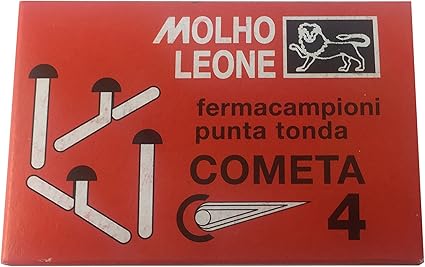 MOLHO
LEONE
fermacampioni
punta tonda
COMETA
4